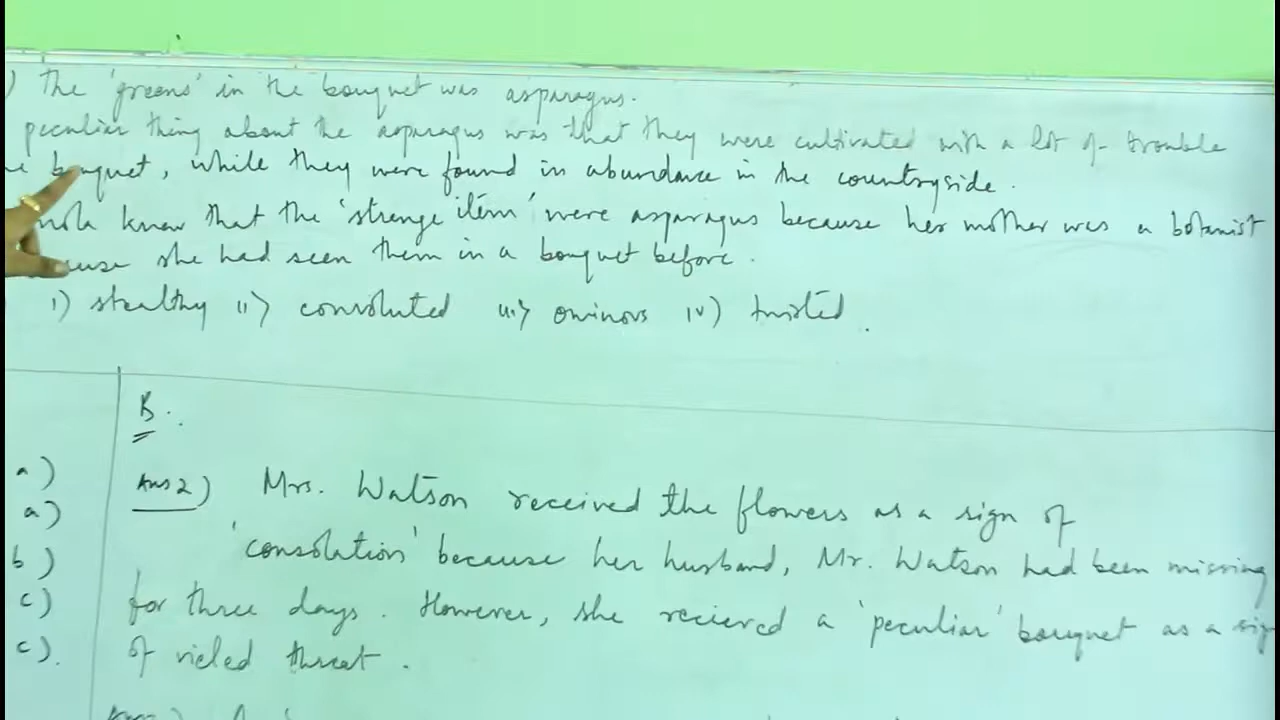 ) The 'greens' in the bouquet was asparagus.
peculiar thing about the asparagus was that they were cultivated with a lot of trouble
bouquet, while they were found in abundance in the countryside.
nola knew that the 'strange item' were asparagus because her mother was a botanist
she had seen them in a bouquet before.
i) stealthy ii) convoluted iii) ominous iv) twisted.
B.
a)
Ans 2) Mrs. Watson received the flowers as a sign of
a)
'consolation' because her husband, Mr. Watson had been missing
b)
for three days. However, she recieved a 'peculiar' bouquet as a sig
c)
of vieled threat.
c).